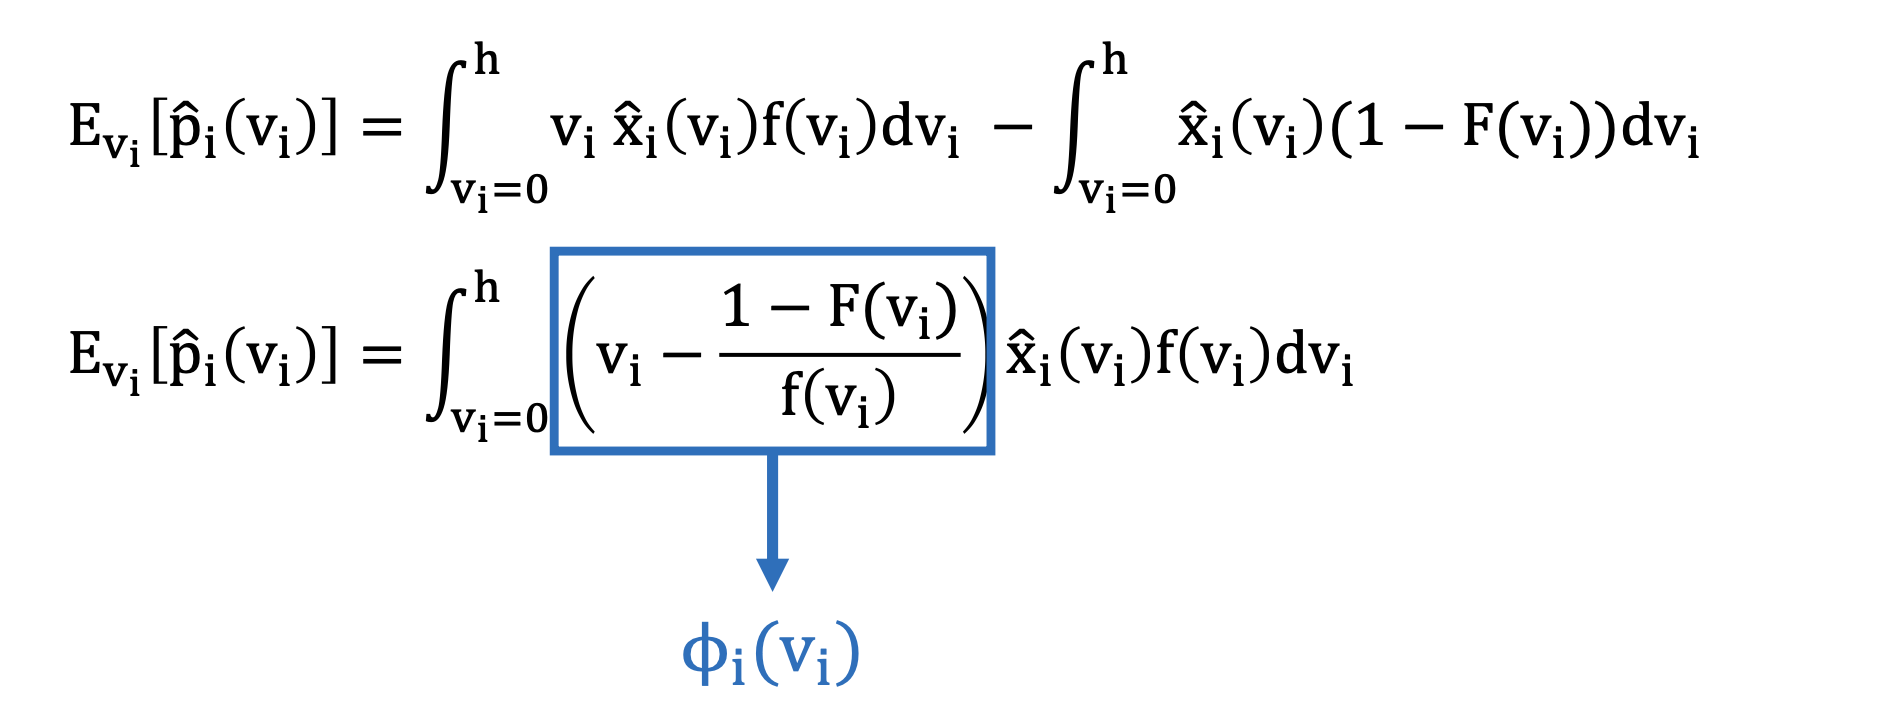 E_{v_i}[p̂_i(v_i)] = ∫_{v_i=0}^{h} v_i x̂_i(v_i)f(v_i)dv_i − ∫_{v_i=0}^{h} x̂_i(v_i)(1 − F(v_i))dv_i
E_{v_i}[p̂_i(v_i)] = ∫_{v_i=0}^{h} (v_i − \frac{1 − F(v_i)}{f(v_i)}) x̂_i(v_i)f(v_i)dv_i
ϕ_i(v_i)